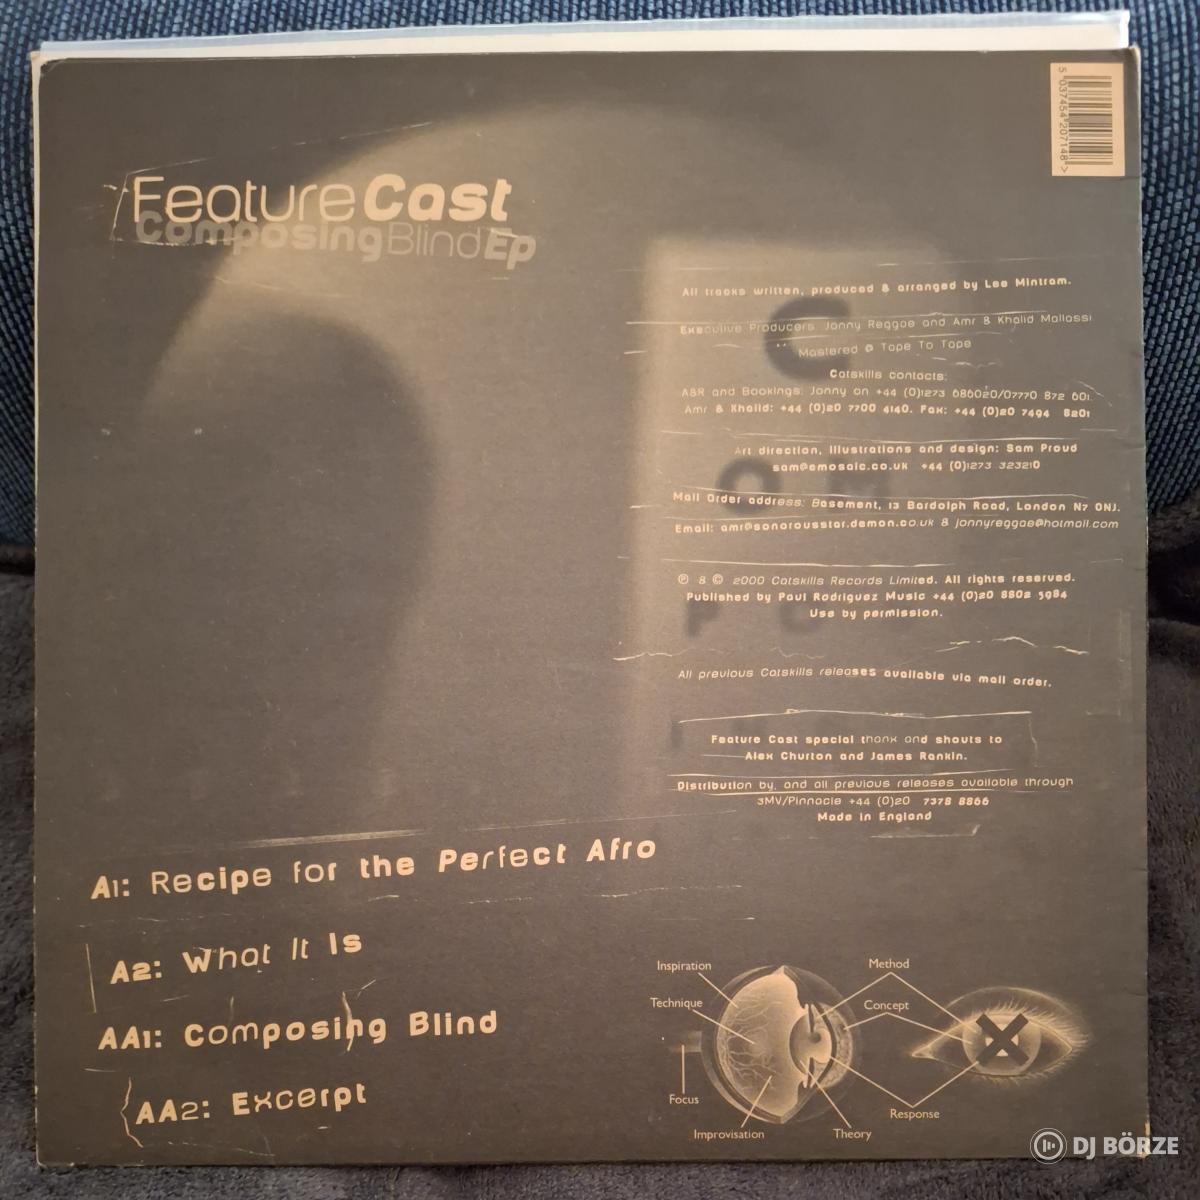 5 037454 207148 >
FeatureCast
ComposingBlindEp
All tracks written, produced & arranged by Lee Mintram.
Executive Producers: Jonny Reggae and Amr & Khalid Mallassi
Mastered @ Tape To Tape
Catskills contacts:
A&R and Bookings: Jonny on +44 (0)1273 686020/07770 872 601.
Amr & Khalid: +44 (0)20 7700 4140. Fax: +44 (0)20 7494 8201
C
Art direction, illustrations and design: Sam Proud
sam@emosaic.co.uk +44 (0)1273 323210
O M
Mail Order address: Basement, 13 Bardolph Road, London N7 0NJ.
Email: amr@sonorousstar.demon.co.uk & jonnyreggae@hotmail.com
℗ & © 2000 Catskills Records Limited. All rights reserved.
Published by Paul Rodriguez Music +44 (0)20 8802 5984
Use by permission.
All previous Catskills releases available via mail order.
Feature Cast special thank and shouts to
Alex Churton and James Rankin.
Distribution by, and all previous releases available through
3MV/Pinnacle +44 (0)20 7378 8866
Made in England
A1: Recipe for the Perfect Afro
A2: What It Is
AA1: Composing Blind
AA2: Excerpt
Inspiration
Method
Technique
Concept
Focus
Response
Improvisation
Theory
DJ BÖRZE